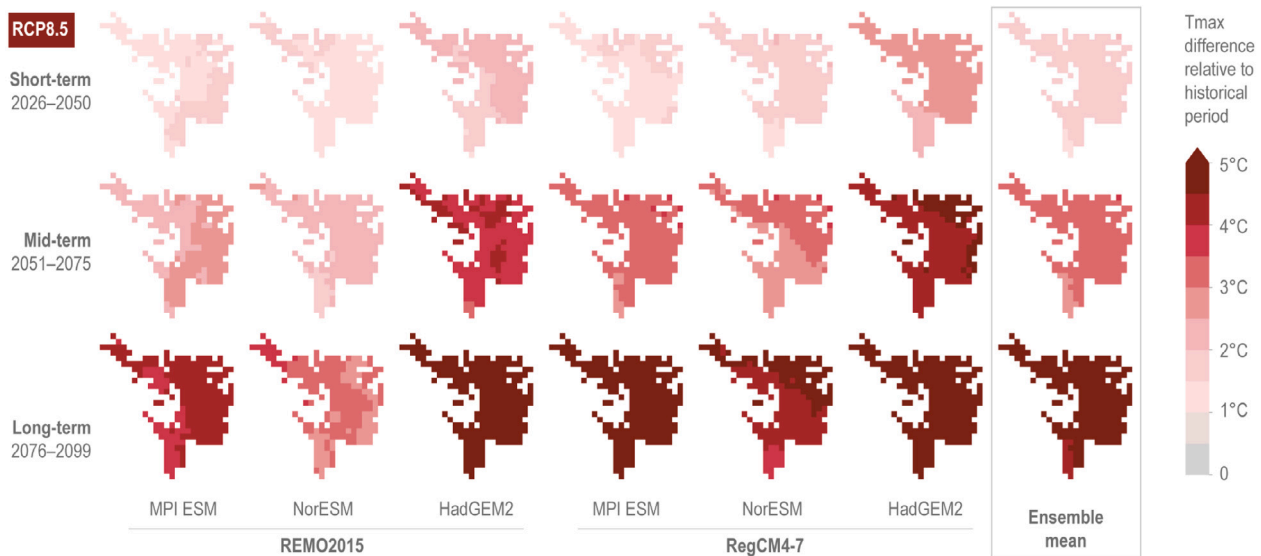 RCP8.5
Short-term
2026–2050
Mid-term
2051–2075
Long-term
2076–2099
MPI ESM
NorESM
HadGEM2
MPI ESM
NorESM
HadGEM2
REMO2015
RegCM4-7
Ensemble
mean
Tmax
difference
relative to
historical
period
5°C
4°C
3°C
2°C
1°C
0